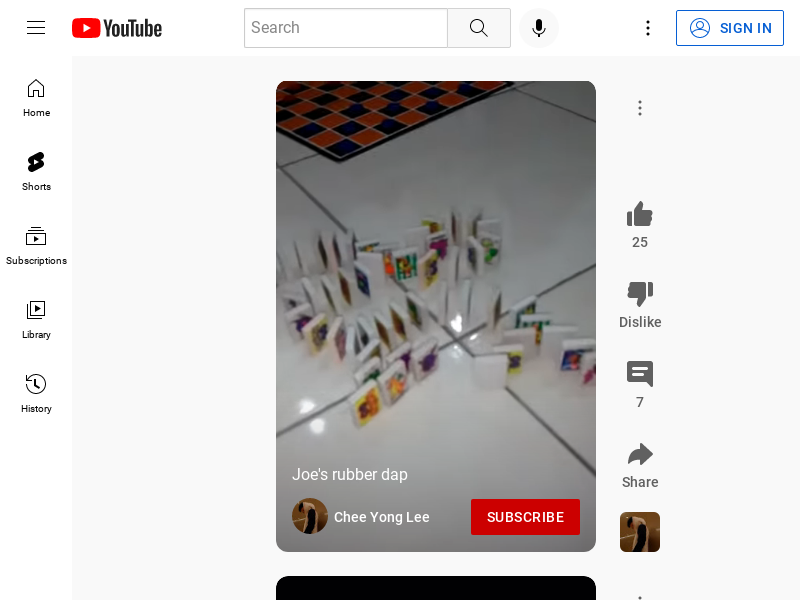 YouTube
Search
SIGN IN
Home
Shorts
Subscriptions
Library
History
25
Dislike
7
Share
Joe's rubber dap
Chee Yong Lee
SUBSCRIBE